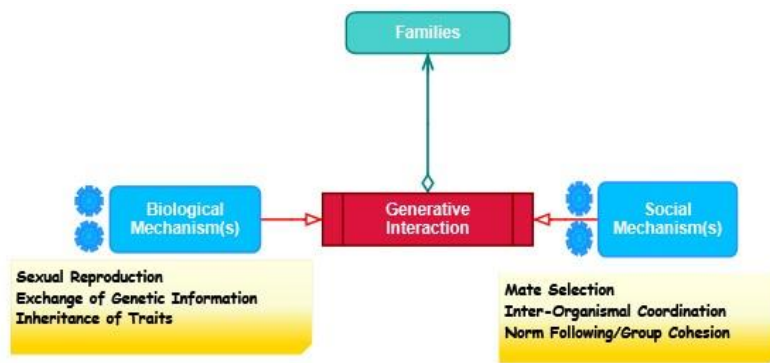 Families
Biological
Mechanism(s)
Generative
Interaction
Social
Mechanism(s)
Sexual Reproduction
Exchange of Genetic Information
Inheritance of Traits
Mate Selection
Inter-Organismal Coordination
Norm Following/Group Cohesion